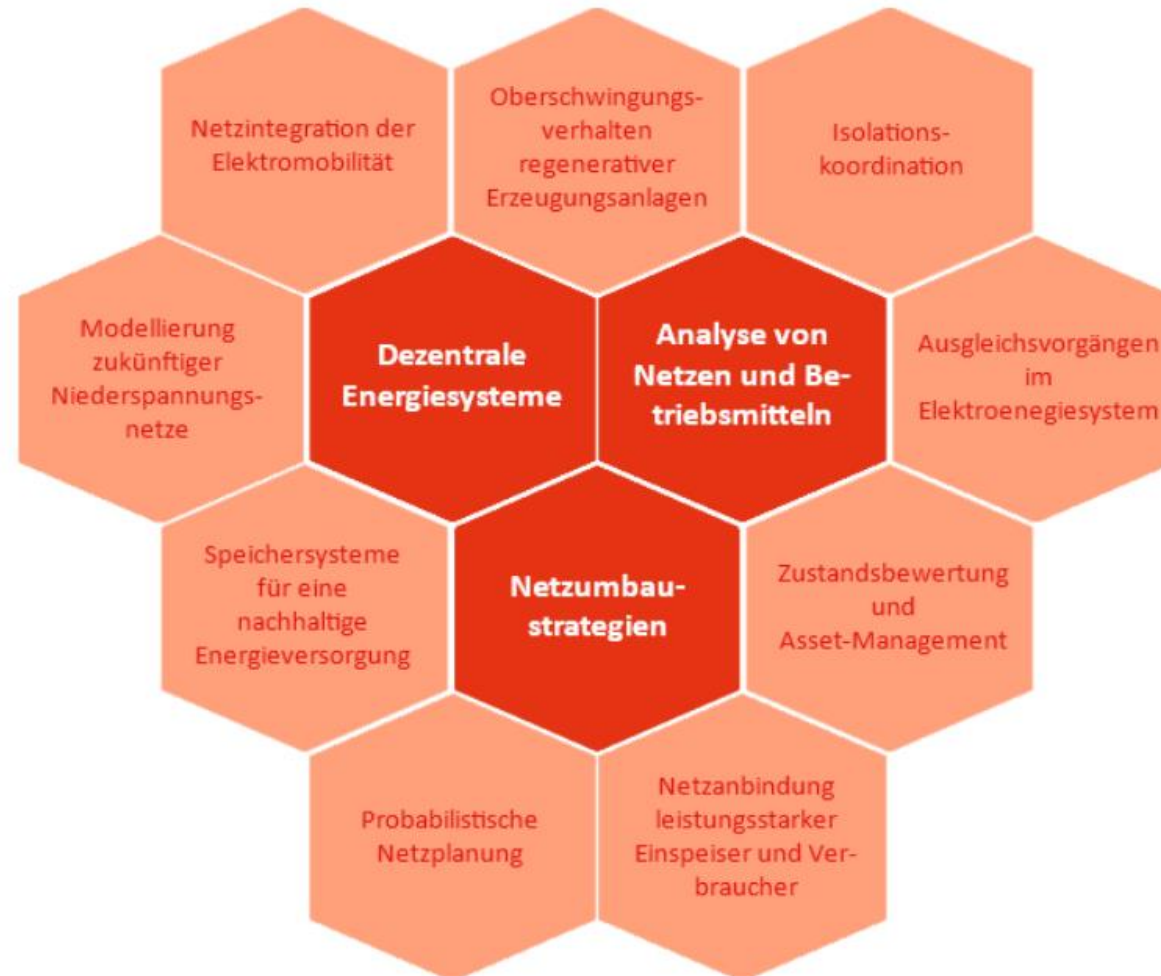 Netzintegration der
Elektromobilität
Oberschwingungs-
verhalten
regenerativer
Erzeugungsanlagen
Isolations-
koordination
Modellierung
zukünftiger
Niederspannungs-
netze
Dezentrale
Energiesysteme
Analyse von
Netzen und Be-
triebsmitteln
Ausgleichsvorgängen
im
Elektroenegiesystem
Speichersysteme
für eine
nachhaltige
Energieversorgung
Netzumbau-
strategien
Zustandsbewertung
und
Asset-Management
Probabilistische
Netzplanung
Netzanbindung
leistungsstarker
Einspeiser und Ver-
braucher